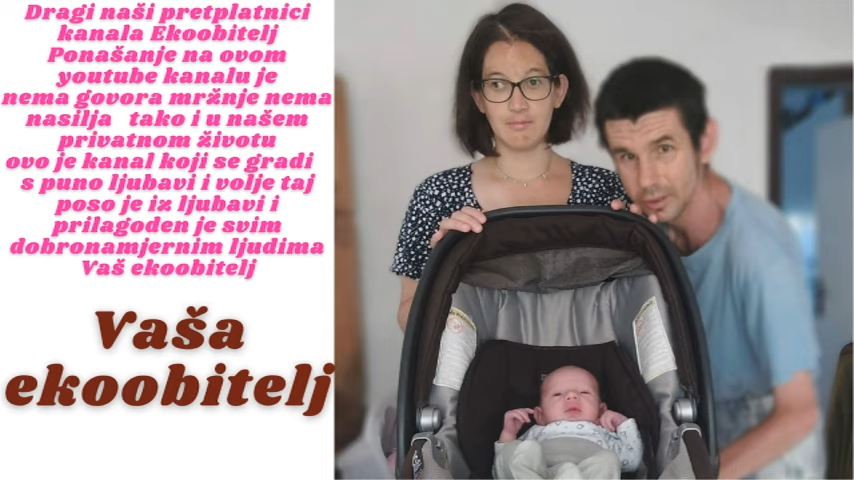 Dragi naši pretplatnici
kanala Ekoobitelj
Ponašanje na ovom
youtube kanalu je
nema govora mržnje nema
nasilja tako i u našem
privatnom životu
ovo je kanal koji se gradi
s puno ljubavi i volje taj
poso je iz ljubavi i
prilagođen je svim
dobronamjernim ljudima
Vaš ekoobitelj
Vaša
ekoobitelj